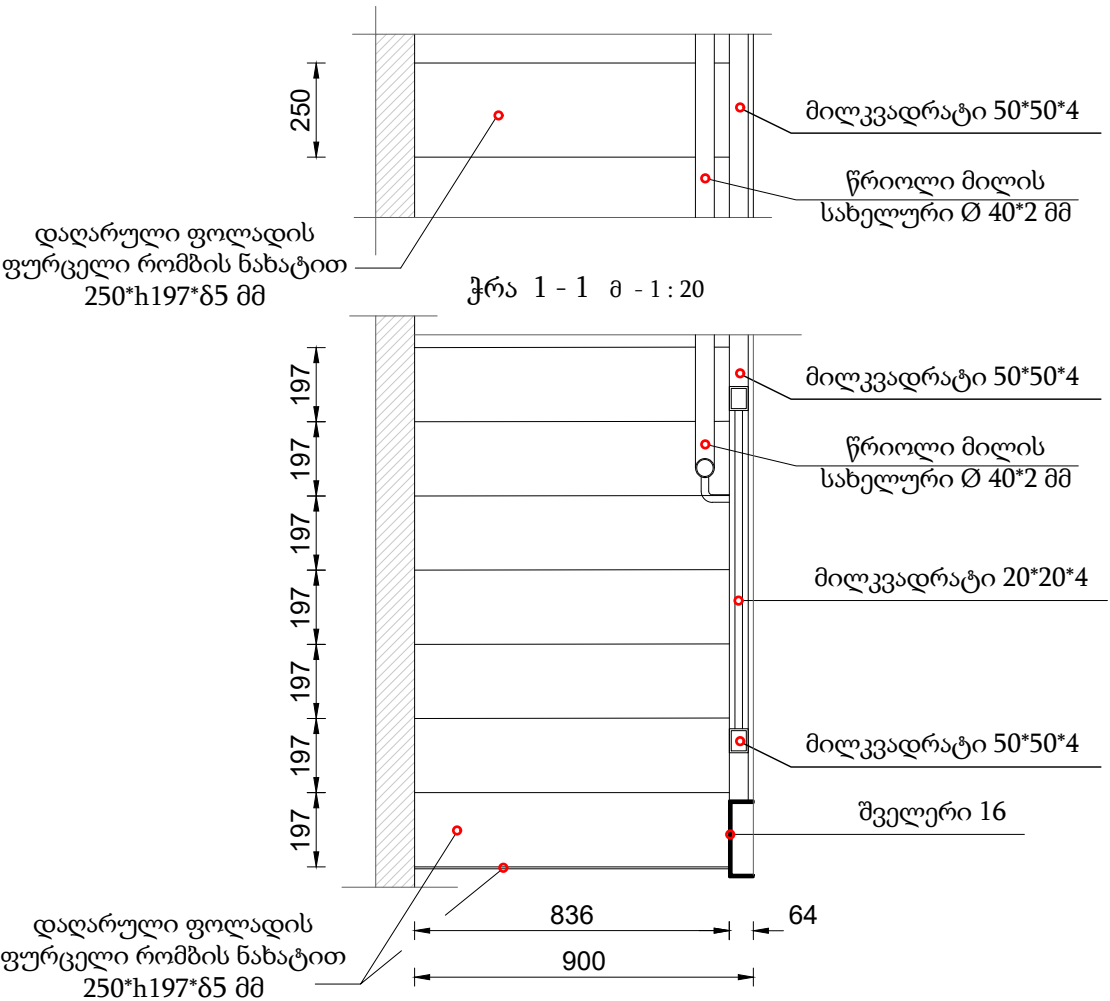 250
მილკვადრატი 50*50*4
წრიოლი მილის
სახელური Ø 40*2 მმ
დაღარული ფოლადის
ფურცელი რომბის ნახატით
250*h197*δ5 მმ
ჭრა 1 - 1 მ - 1 : 20
197
197
197
197
197
197
197
მილკვადრატი 50*50*4
წრიოლი მილის
სახელური Ø 40*2 მმ
მილკვადრატი 20*20*4
მილკვადრატი 50*50*4
შველერი 16
დაღარული ფოლადის
ფურცელი რომბის ნახატით
250*h197*δ5 მმ
836
64
900